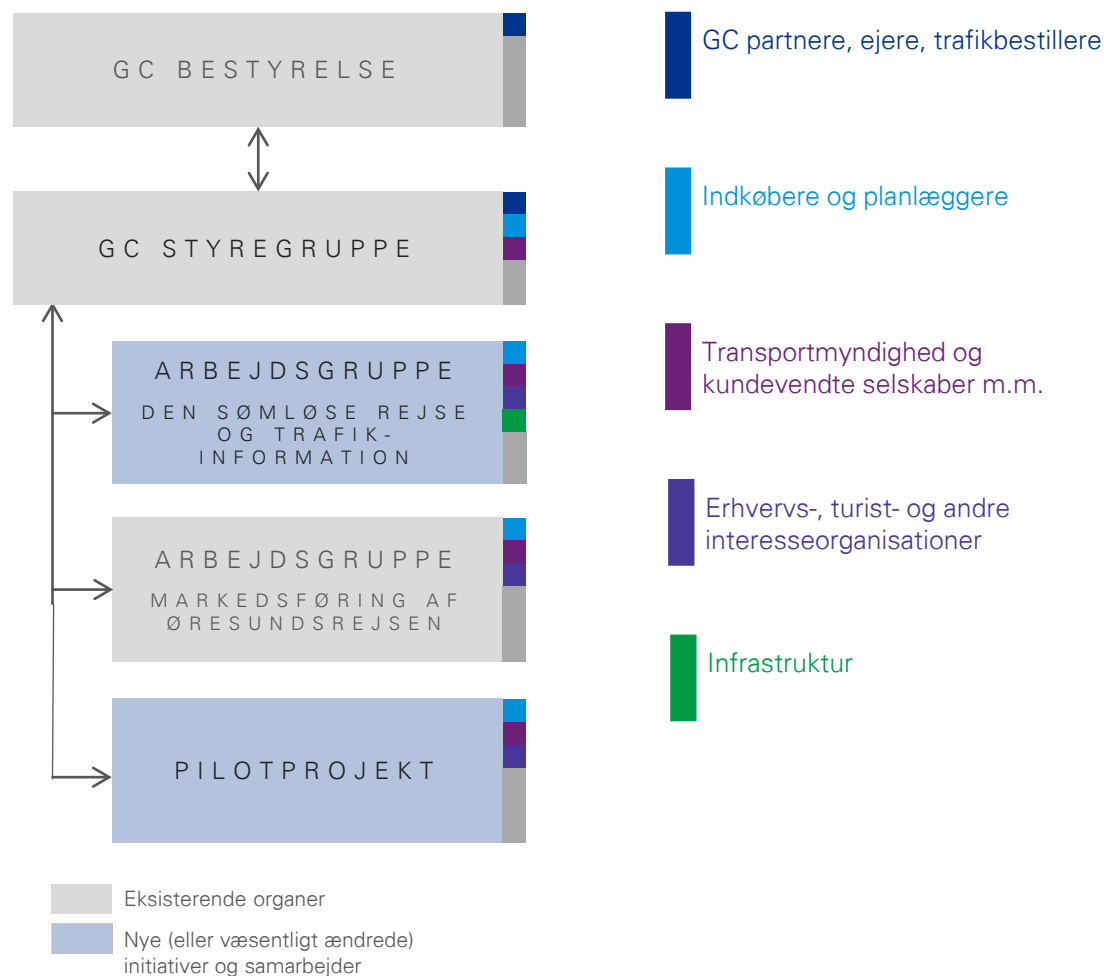 GC BESTYRELSE
GC STYREGRUPPE
ARBEJDSGRUPPE
DEN SØMLØSE REJSE
OG TRAFIK-
INFORMATION
ARBEJDSGRUPPE
MARKEDSFØRING AF
ØRESUNDSREJSEN
PILOTPROJEKT
Eksisterende organer
Nye (eller væsentligt ændrede)
initiativer og samarbejder
GC partnere, ejere, trafikbestillere
Indkøbere og planlæggere
Transportmyndighed og
kundevendte selskaber m.m.
Erhvervs-, turist- og andre
interesseorganisationer
Infrastruktur